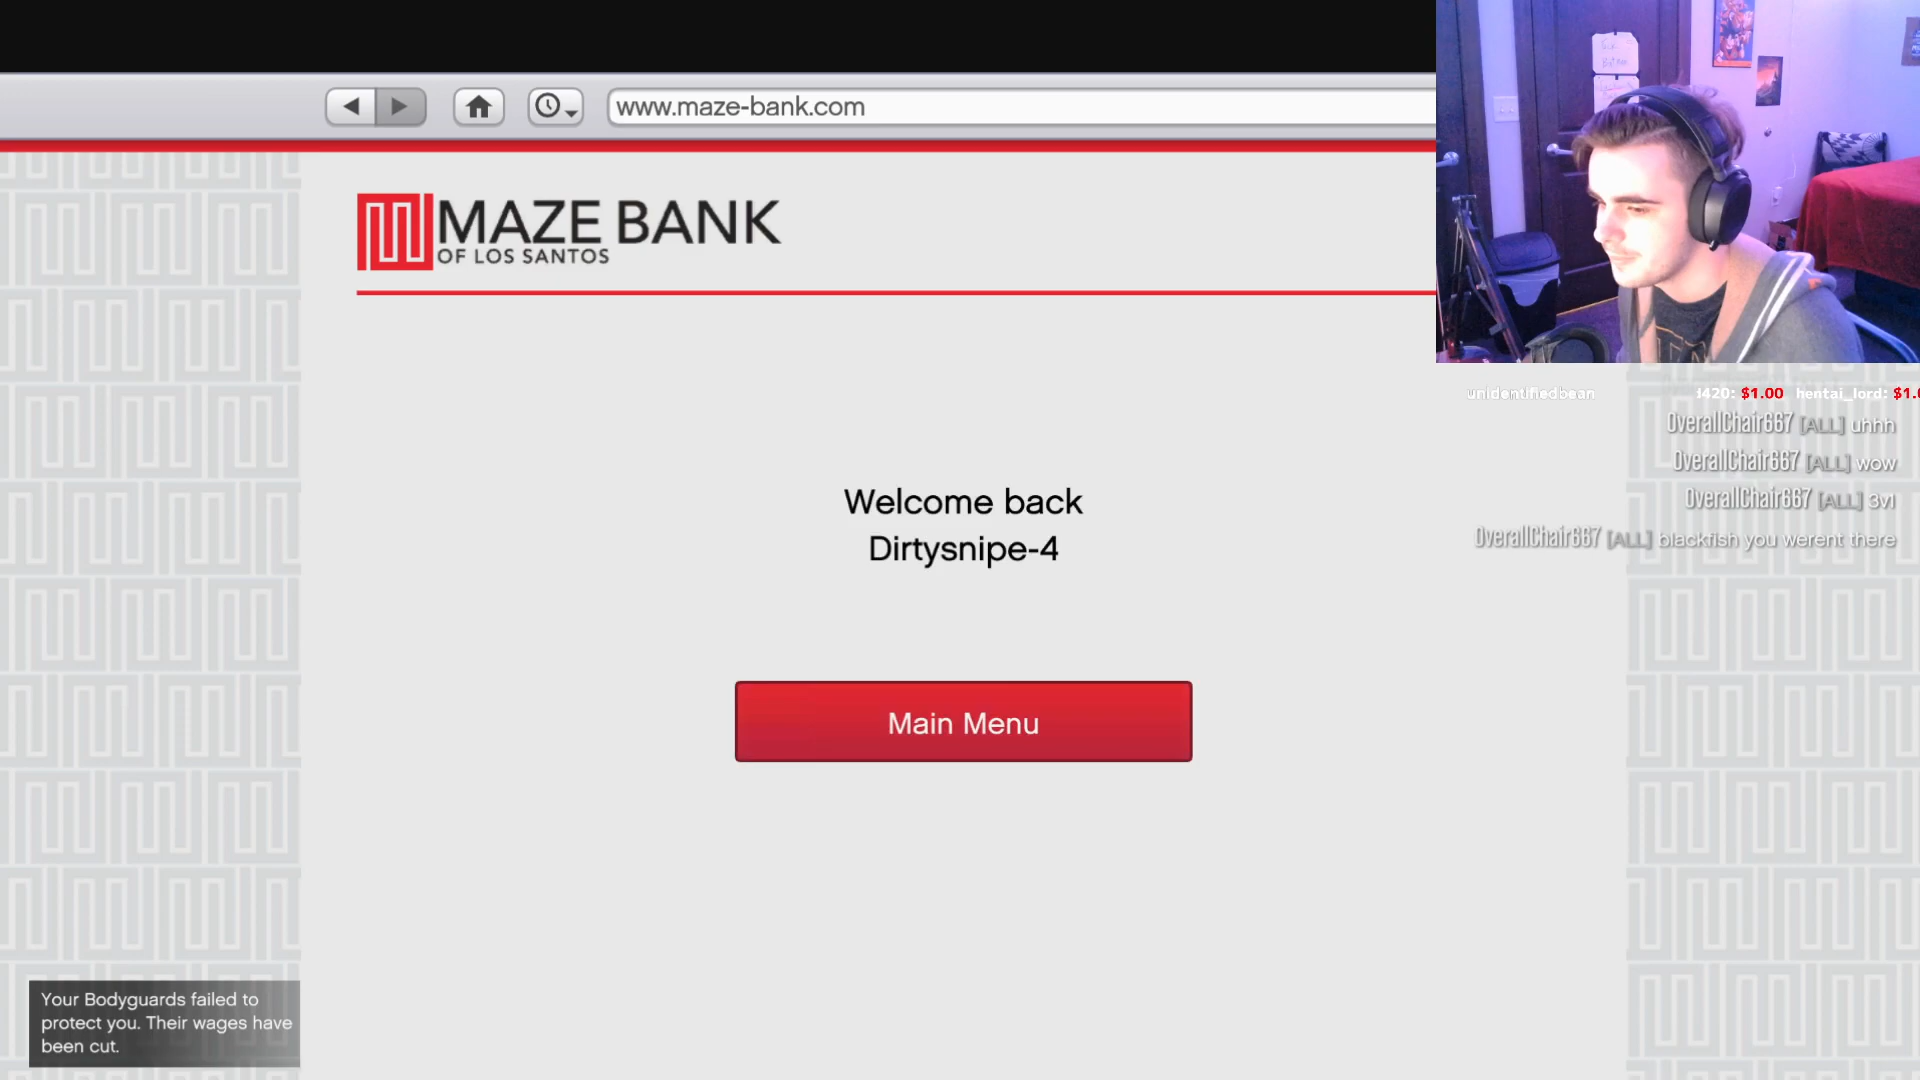 www.maze-bank.com
MAZE BANK
OF LOS SANTOS
unidentifiedbean
1420: $1.00 hentai_lord:
OverallChair667 [ALL] uhhh
OverallChair667 [ALL] wow
OverallChair667 [ALL] 3v1
OverallChair667 [ALL] blackfish you werent there
Welcome back
Dirtysnipe-4
Main Menu
Your Bodyguards failed to
protect you. Their wages have
been cut.